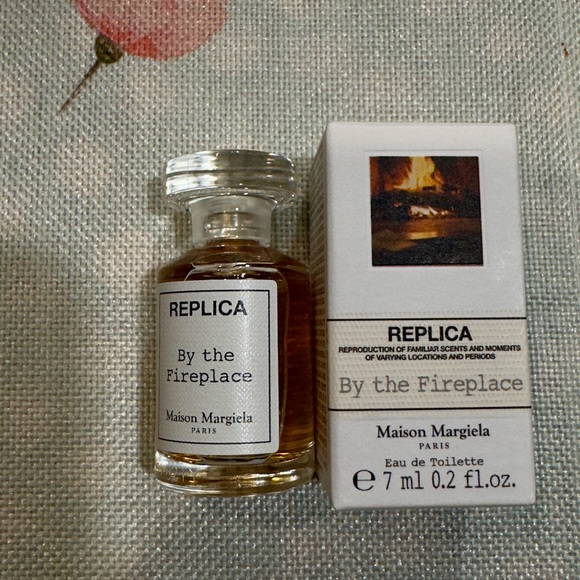 REPLICA
By the
Fireplace
Maison Margiela
PARIS
REPLICA
REPRODUCTION OF FAMILIAR SCENTS AND MOMENTS
OF VARYING LOCATIONS AND PERIODS
By the Fireplace
Maison Margiela
PARIS
Eau de Toilette
℮ 7 ml 0.2 fl.oz.